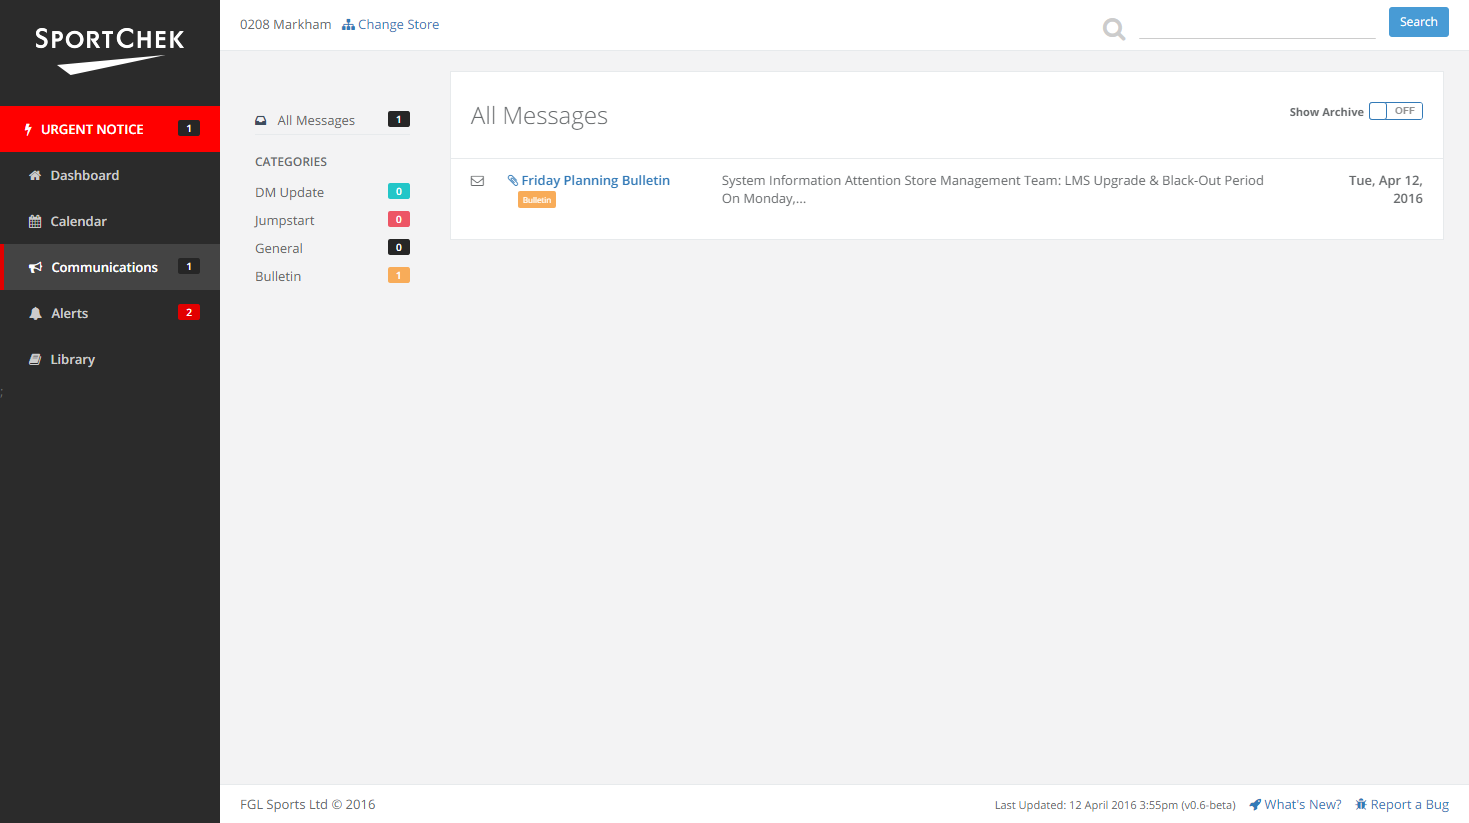 SPORTCHEK
URGENT NOTICE 1
Dashboard
Calendar
Communications 1
Alerts 2
Library
;
0208 Markham Change Store
Search
All Messages 1
CATEGORIES
DM Update 0
Jumpstart 0
General 0
Bulletin 1
All Messages
Show Archive OFF
Friday Planning Bulletin
Bulletin
System Information Attention Store Management Team: LMS Upgrade & Black-Out Period
On Monday,...
Tue, Apr 12,
2016
FGL Sports Ltd © 2016
Last Updated: 12 April 2016 3:55pm (v0.6-beta) What's New? Report a Bug